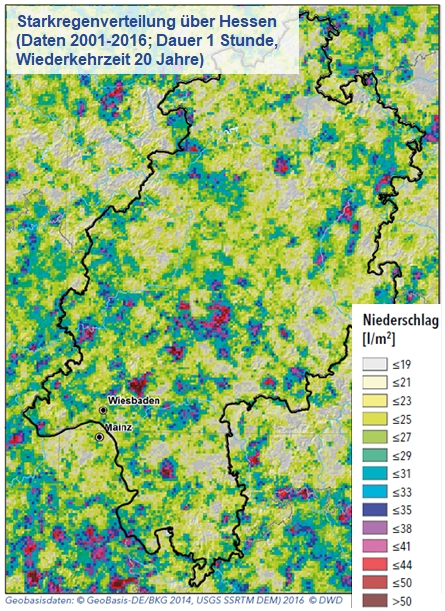 Starkregenverteilung über Hessen
(Daten 2001-2016; Dauer 1 Stunde,
Wiederkehrzeit 20 Jahre)
Niederschlag
[l/m²]
≤19
≤21
≤23
≤25
≤27
≤29
≤31
≤33
≤35
≤38
≤41
≤44
≤50
>50
Wiesbaden
Mainz
Geobasisdaten: © GeoBasis-DE/BKG 2014, USGS SSRTM DEM) 2016 © DWD